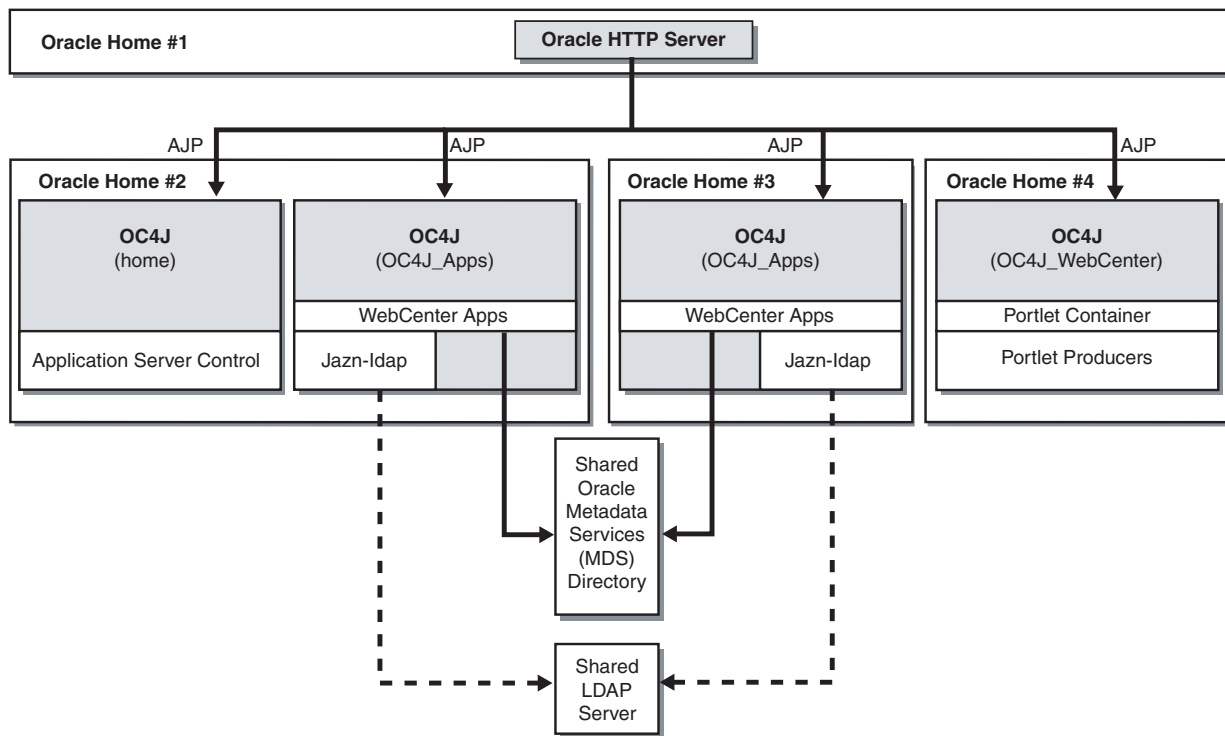 Oracle Home #1
Oracle HTTP Server
AJP
AJP
AJP
AJP
Oracle Home #2
Oracle Home #3
Oracle Home #4
OC4J
(home)
Application Server Control
OC4J
(OC4J_Apps)
WebCenter Apps
Jazn-ldap
OC4J
(OC4J_Apps)
WebCenter Apps
Jazn-ldap
OC4J
(OC4J_WebCenter)
Portlet Container
Portlet Producers
Shared
Oracle
Metadata
Services
(MDS)
Directory
Shared
LDAP
Server